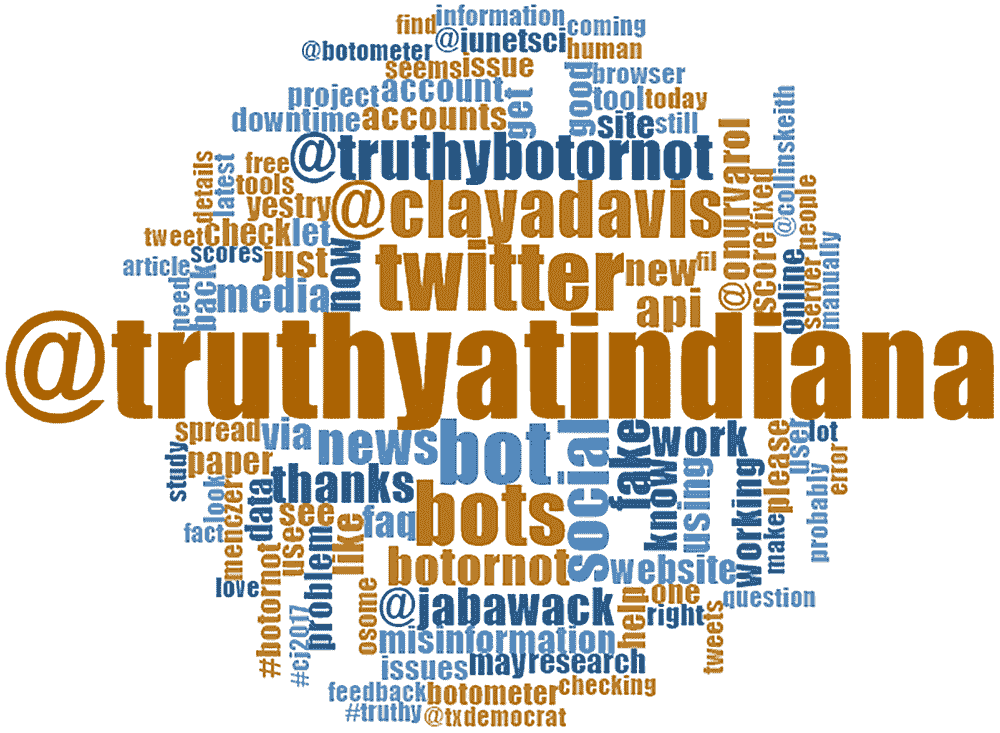 information
find
coming
@junetsci
@botometer
human
seems issue
browser
project account get good tool today
downtime accounts site still
@truthybotornot
@collinskeith
details latest free tools
@clayadavis
@onurvarol
yes try
tweet check let
score fixed people
scores just now
twitter new fil
article
online server manually
need back media
api
@truthyatindiana
spread via news bot social fake work please user lot
study paper
thanks
know using working error
look data see
bots
make probably
fact menczer use like faq
botornot
website
love
problem
@jabawack
help one question
#botornot
right
#cj2017
osome
misinformation
tweets
issues may research
feedback botometer checking
#truthy @txdemocrat